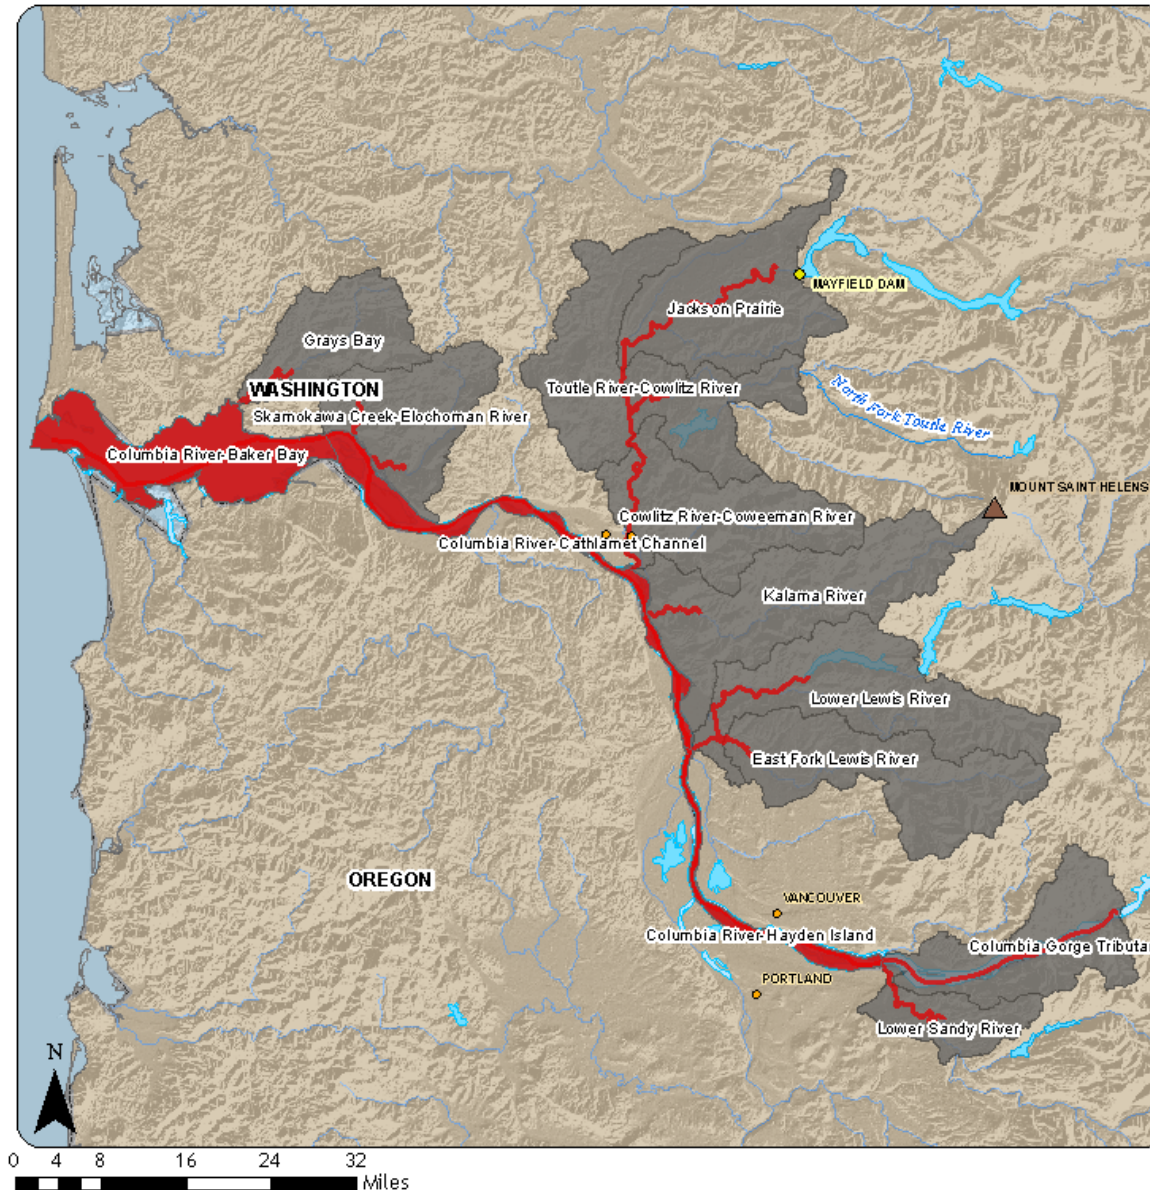 MAYFIELD DAM
Jackson Prairie
Grays Bay
WASHINGTON
Toutle River-Cowlitz River
North Fork Toutle River
Skamokawa Creek-Elochoman River
Columbia River-Baker Bay
MOUNT SAINT HELENS
Cowlitz River-Coweeman River
Columbia River-Cathlamet Channel
Kalama River
Lower Lewis River
East Fork Lewis River
OREGON
VANCOUVER
Columbia River-Hayden Island
Columbia Gorge Tributar
PORTLAND
Lower Sandy River
N
0 4 8 16 24 32
Miles